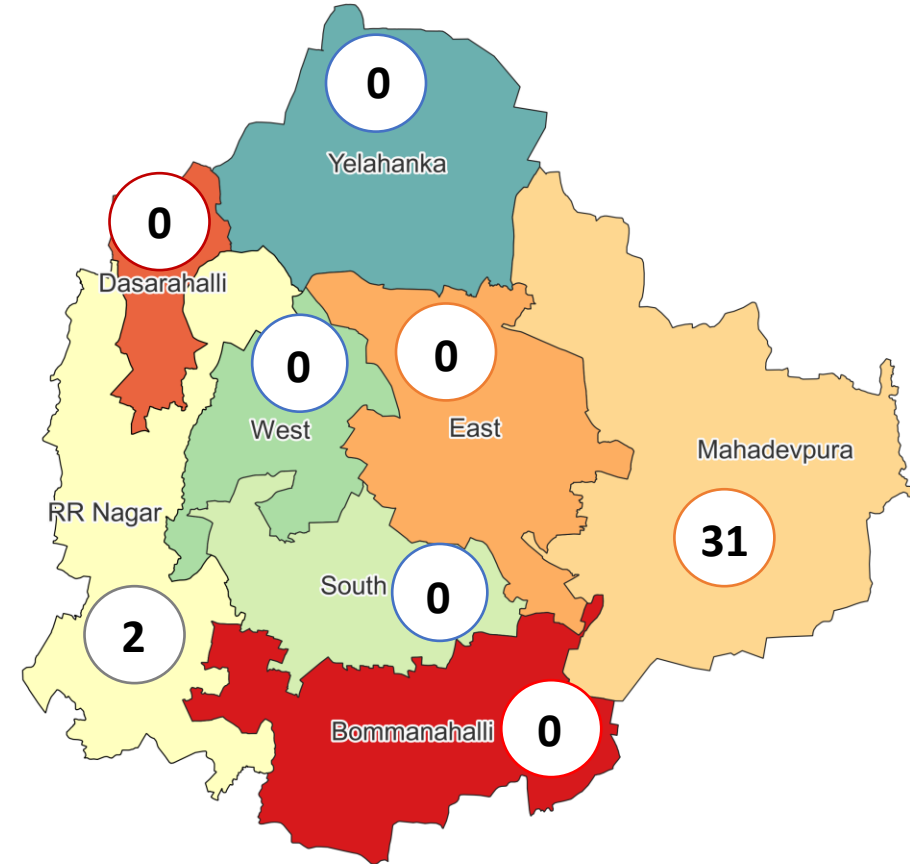 0
Yelahanka
0
Dasarahalli
0
0
West
East
Mahadevpura
RR Nagar
31
South
0
2
Bommanahalli
0